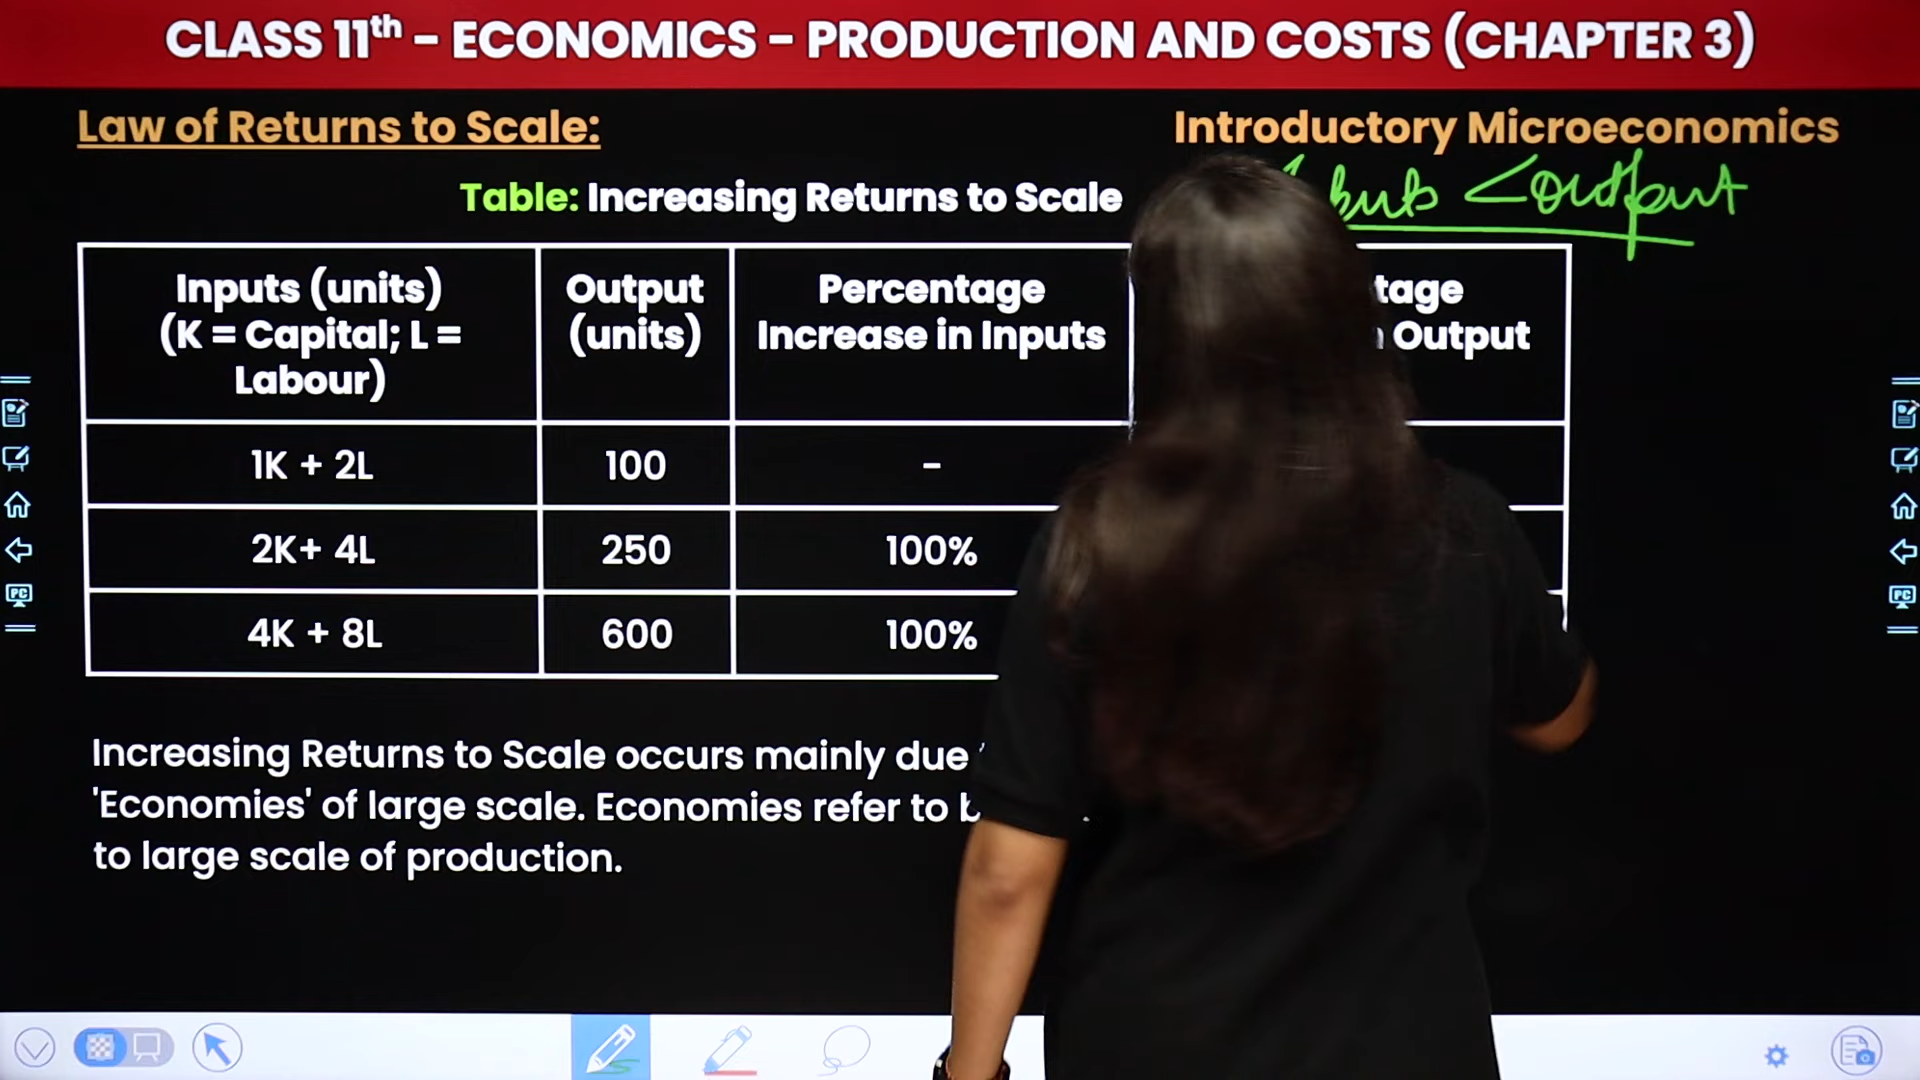 CLASS 11th - ECONOMICS - PRODUCTION AND COSTS (CHAPTER 3)
Law of Returns to Scale:
Introductory Microeconomics
< output
Table: Increasing Returns to Scale
Inputs (units) (K = Capital; L = Labour)
Output (units)
Percentage Increase in Inputs
Output
1K + 2L
100
-
2K+ 4L
250
100%
4K + 8L
600
100%
Increasing Returns to Scale occurs mainly due
'Economies' of large scale. Economies refer to
to large scale of production.
PC
PC